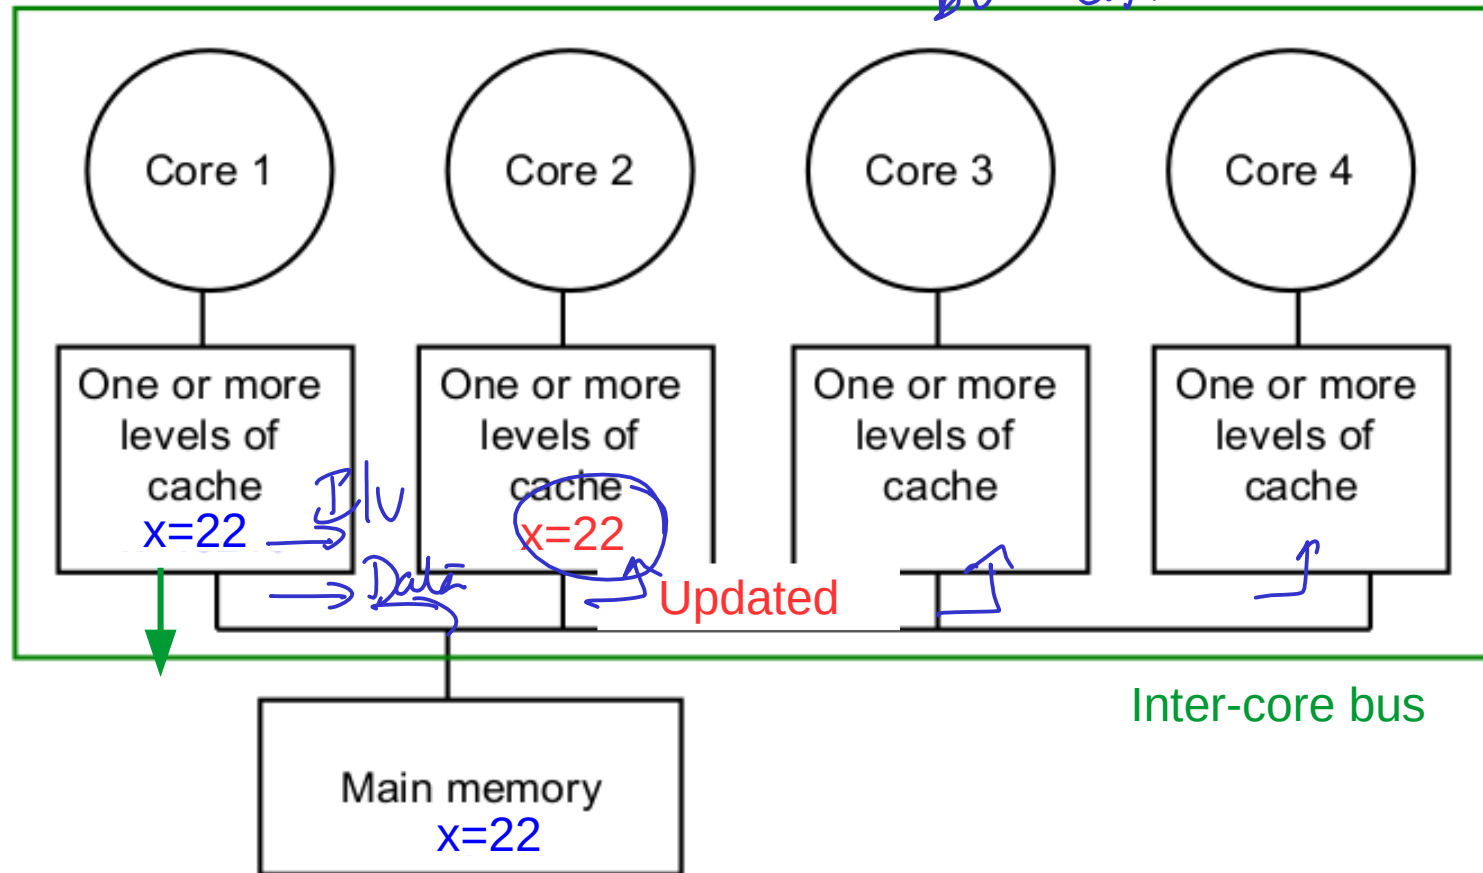 Core 1
Core 2
Core 3
Core 4
One or more
levels of
cache
x=22
One or more
levels of
cache
x=22
One or more
levels of
cache
One or more
levels of
cache
Data
Updated
Inter-core bus
Main memory
x=22